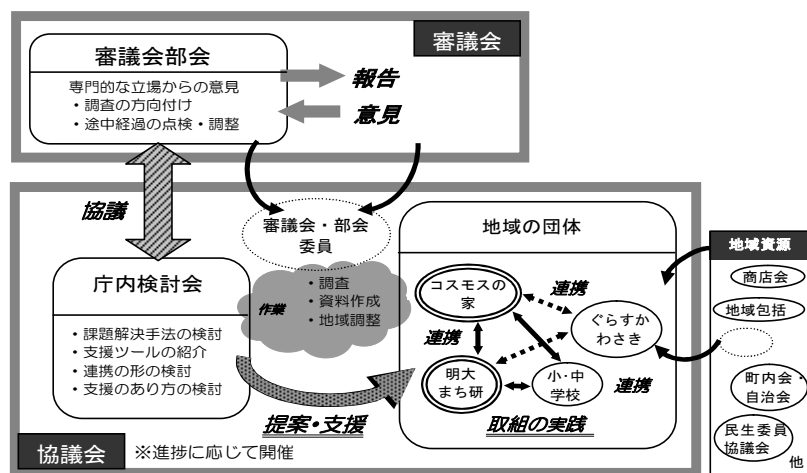 審議会
審議会部会
専門的な立場からの意見
・調査の方向付け
・途中経過の点検・調整
報告
意見
協議
審議会・部会
委員
庁内検討会
・課題解決手法の検討
・支援ツールの紹介
・連携の形の検討
・支援のあり方の検討
作業
・調査
・資料作成
・地域調整
提案・支援
地域の団体
コスモスの
家
連携
ぐらすか
わさき
連携
明大
まち研
小・中
学校
連携
取組の実践
協議会
※進捗に応じて開催
地域資源
商店会
地域包括
町内会・
自治会
民生委員
協議会
他